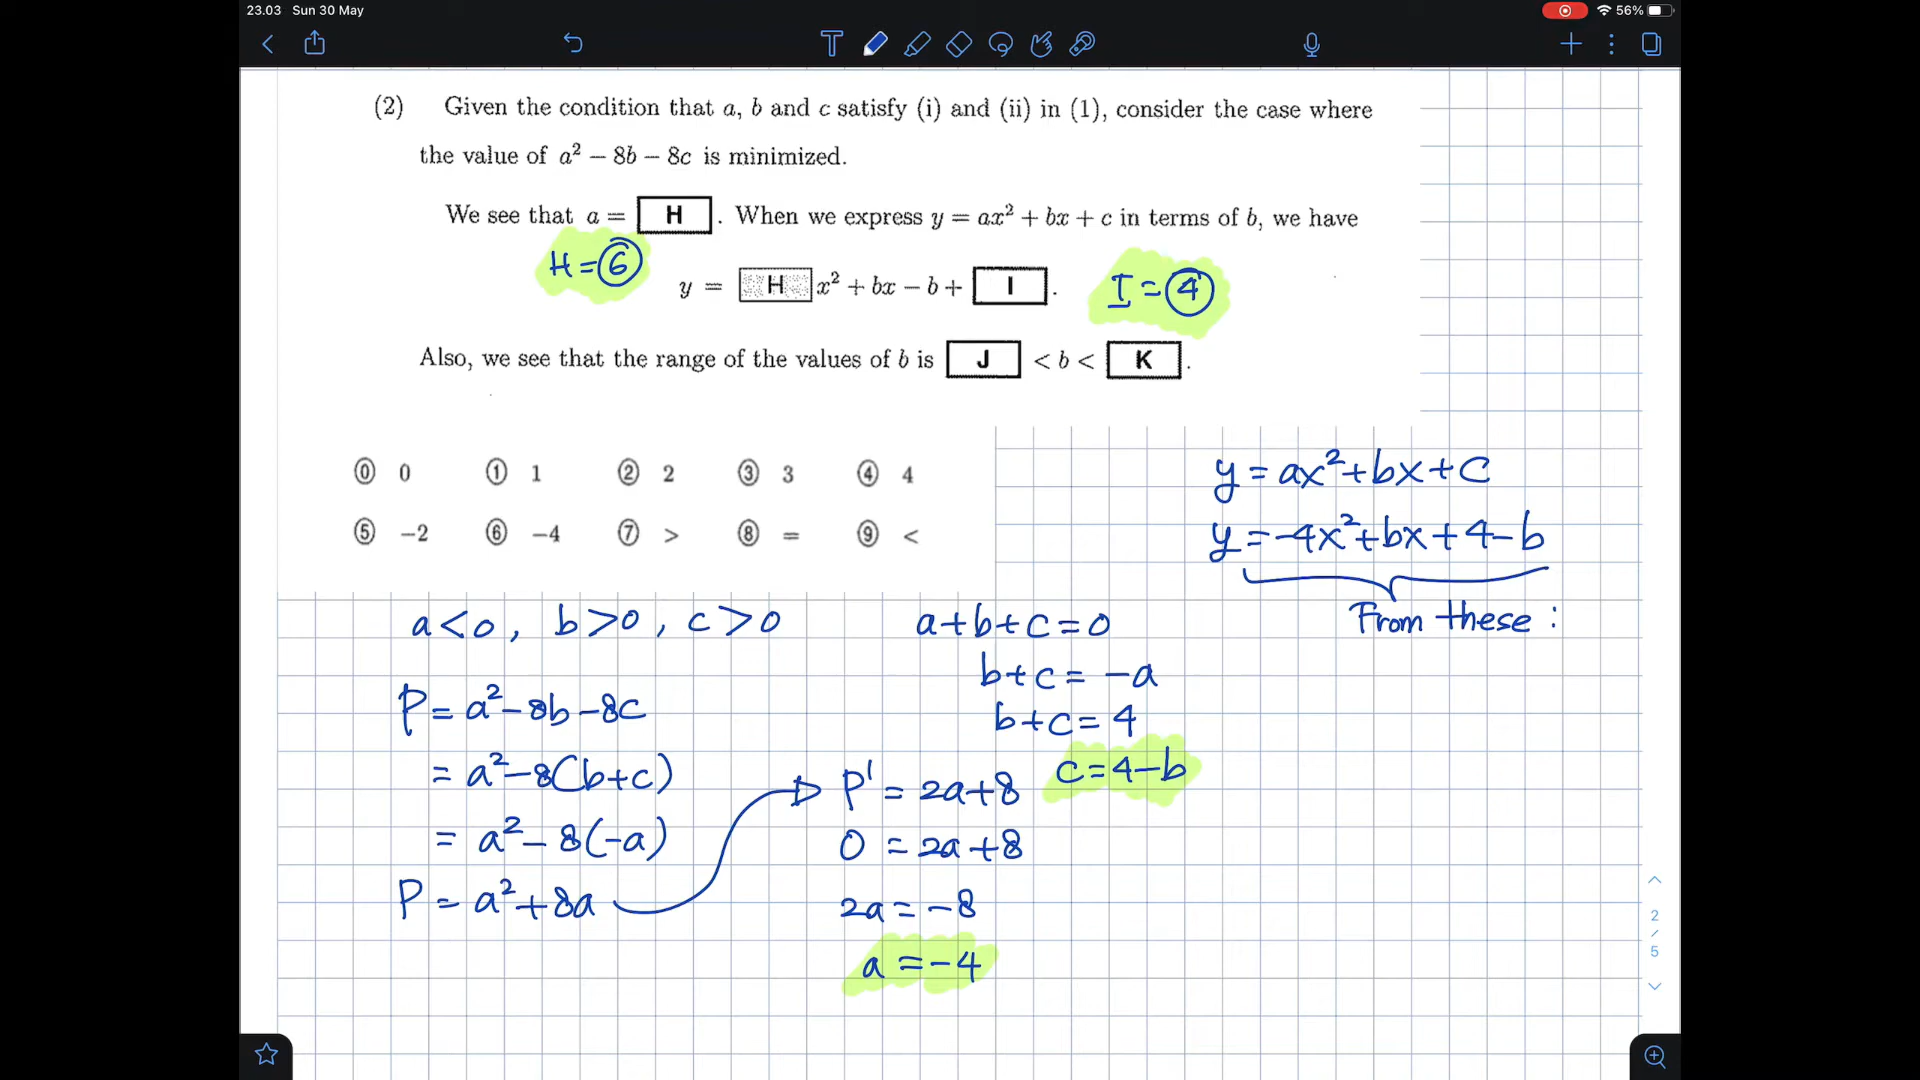 23.03 Sun 30 May
56%
(2) Given the condition that a, b and c satisfy (i) and (ii) in (1), consider the case where
the value of a² − 8b − 8c is minimized.
We see that a = H . When we express y = ax² + bx + c in terms of b, we have
H = ⑥
y = H x² + bx − b + I .
I = ④
Also, we see that the range of the values of b is J < b < K .
⓪ 0 ① 1 ② 2 ③ 3 ④ 4
⑤ −2 ⑥ −4 ⑦ > ⑧ = ⑨ <
y = ax² + bx + c
y = -4x² + bx + 4 - b
From these :
a < 0 , b > 0 , c > 0
P = a² - 8b - 8c
= a² - 8(b+c)
= a² - 8(-a)
P = a² + 8a
a + b + c = 0
b + c = -a
b + c = 4
c = 4 - b
P' = 2a + 8
0 = 2a + 8
2a = -8
a = -4
2
/
5